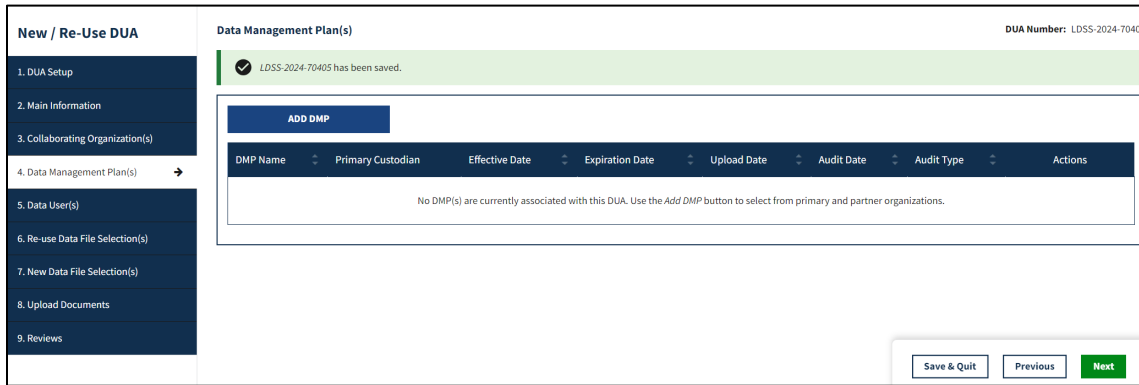 New / Re-Use DUA
1. DUA Setup
2. Main Information
3. Collaborating Organization(s)
4. Data Management Plan(s)
5. Data User(s)
6. Re-use Data File Selection(s)
7. New Data File Selection(s)
8. Upload Documents
9. Reviews
Data Management Plan(s)
DUA Number: LDSS-2024-7040
LDSS-2024-70405 has been saved.
ADD DMP
DMP Name Primary Custodian Effective Date Expiration Date Upload Date Audit Date Audit Type Actions
No DMP(s) are currently associated with this DUA. Use the Add DMP button to select from primary and partner organizations.
Save & Quit Previous Next